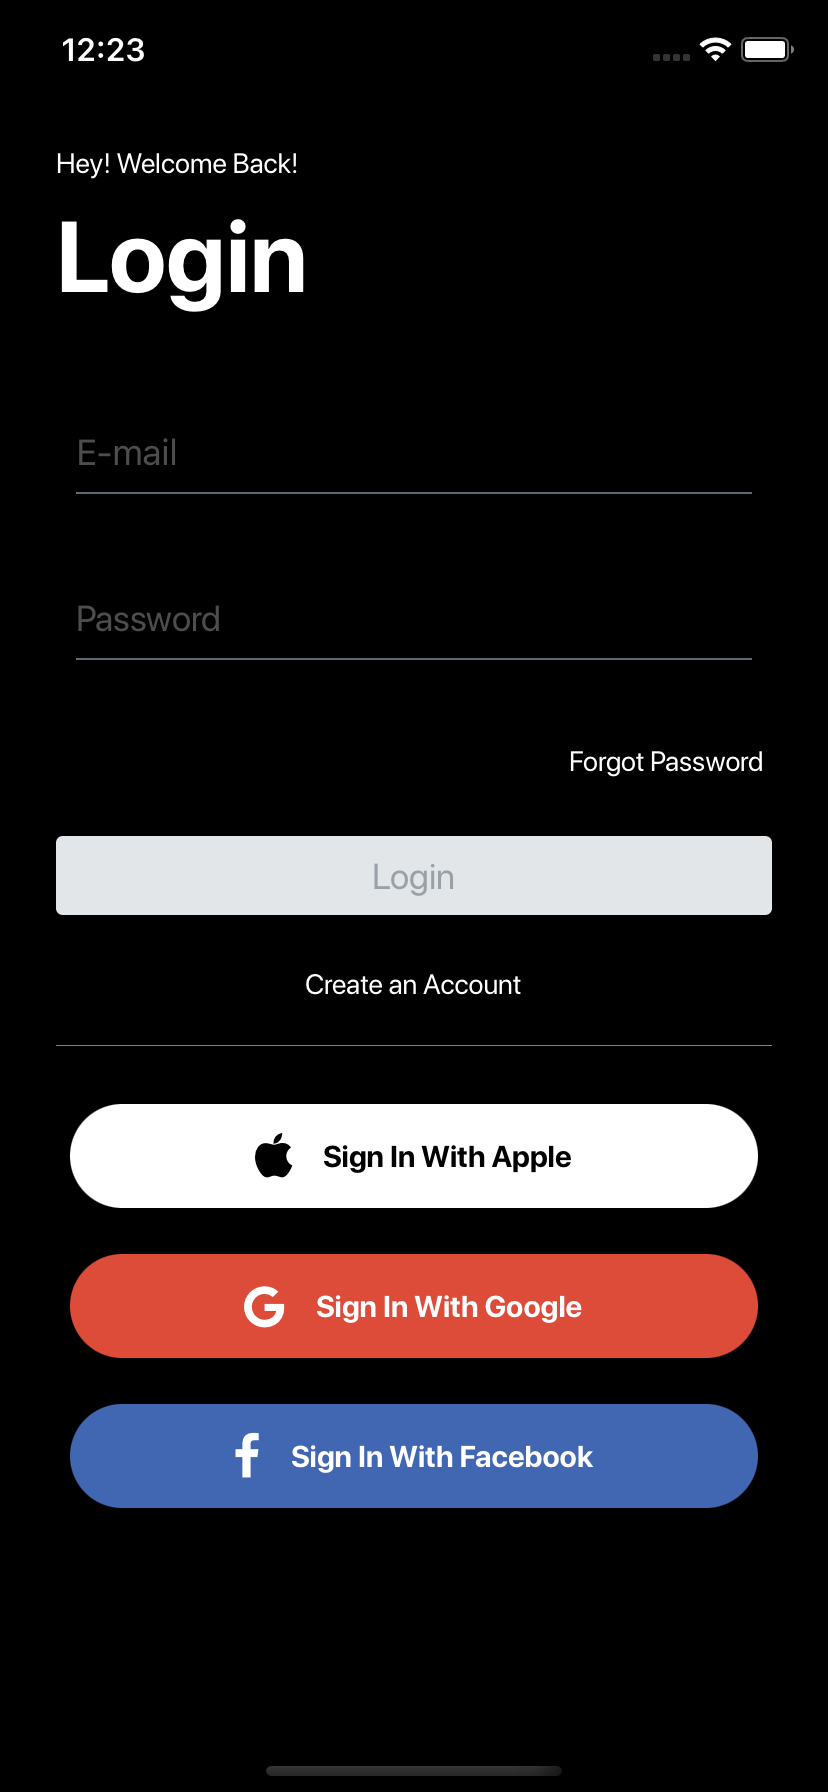 12:23
Hey! Welcome Back!
Login
E-mail
Password
Forgot Password
Login
Create an Account
Sign In With Apple
Sign In With Google
Sign In With Facebook